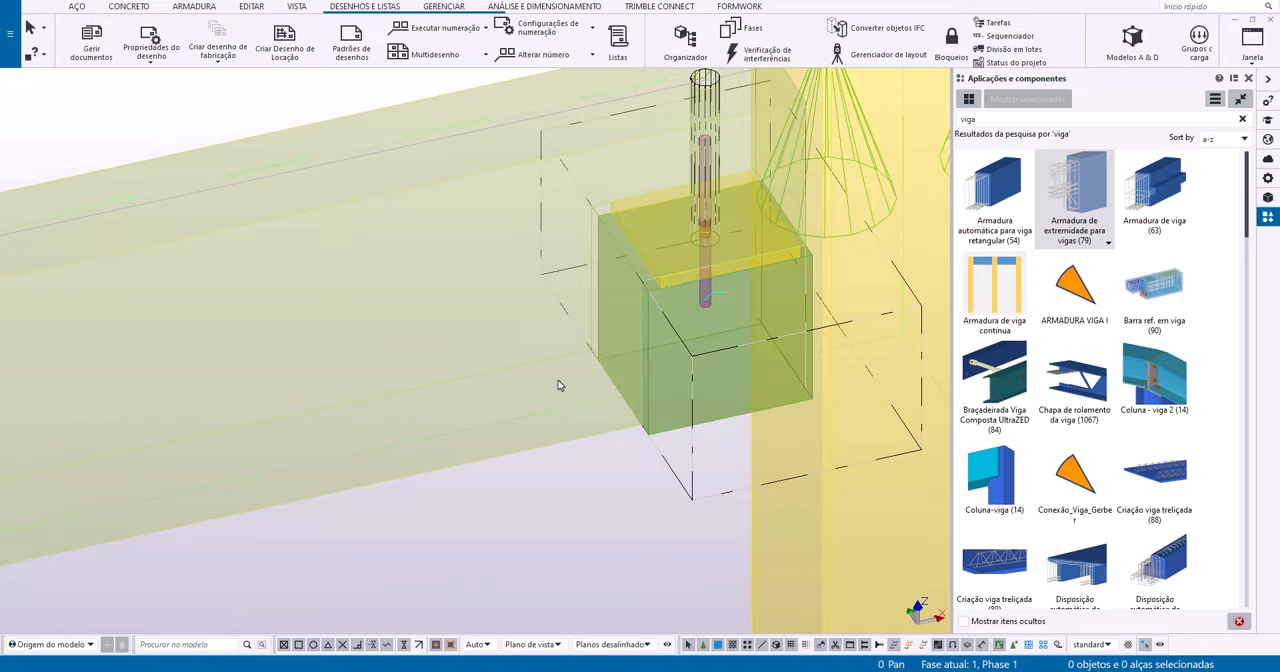 AÇO CONCRETO ARMADURA EDITAR VISTA DESENHOS E LISTAS GERENCIAR ANÁLISE E DIMENSIONAMENTO TRIMBLE CONNECT FORMWORK Início rápido
Gerir documentos
Propriedades do desenho
Criar desenho de fabricação
Criar Desenho de Locação
Padrões de desenhos
Executar numeração
Multidesenho
Configurações de numeração
Alterar número
Listas
Organizador
Fases
Verificação de interferências
Converter objetos IFC
Gerenciador de layout
Bloqueios
Tarefas
Sequenciador
Divisão em lotes
Status do projeto
Modelos A & D
Grupos c carga
Janela
Aplicações e componentes
Mostrar selecionados
viga
Resultados da pesquisa por 'viga'
Sort by a-z
Armadura automática para viga retangular (54)
Armadura de extremidade para vigas (79)
Armadura de viga (63)
Armadura de viga contínua
ARMADURA VIGA I
Barra ref. em viga (90)
Braçadeirada Viga Composta UltraZED (84)
Chapa de rolamento da viga (1067)
Coluna - viga 2 (14)
Coluna-viga (14)
Conexão_Viga_Gerber
Criação viga treliçada (88)
Criação viga treliçada (89)
Disposição automática de
Disposição automática de
Mostrar itens ocultos
Z
X
Origem do modelo
Procurar no modelo
Auto
Plano de vista
Planos desalinhado
standard
0 Pan
Fase atual: 1, Phase 1
0 objetos e 0 alças selecionadas